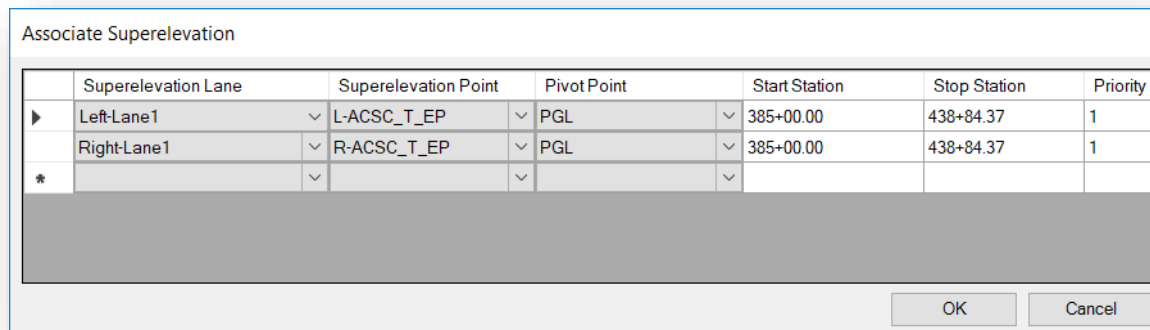 Associate Superelevation
Superelevation Lane Superelevation Point Pivot Point Start Station Stop Station Priority
Left-Lane1 L-ACSC_T_EP PGL 385+00.00 438+84.37 1
Right-Lane1 R-ACSC_T_EP PGL 385+00.00 438+84.37 1
OK Cancel